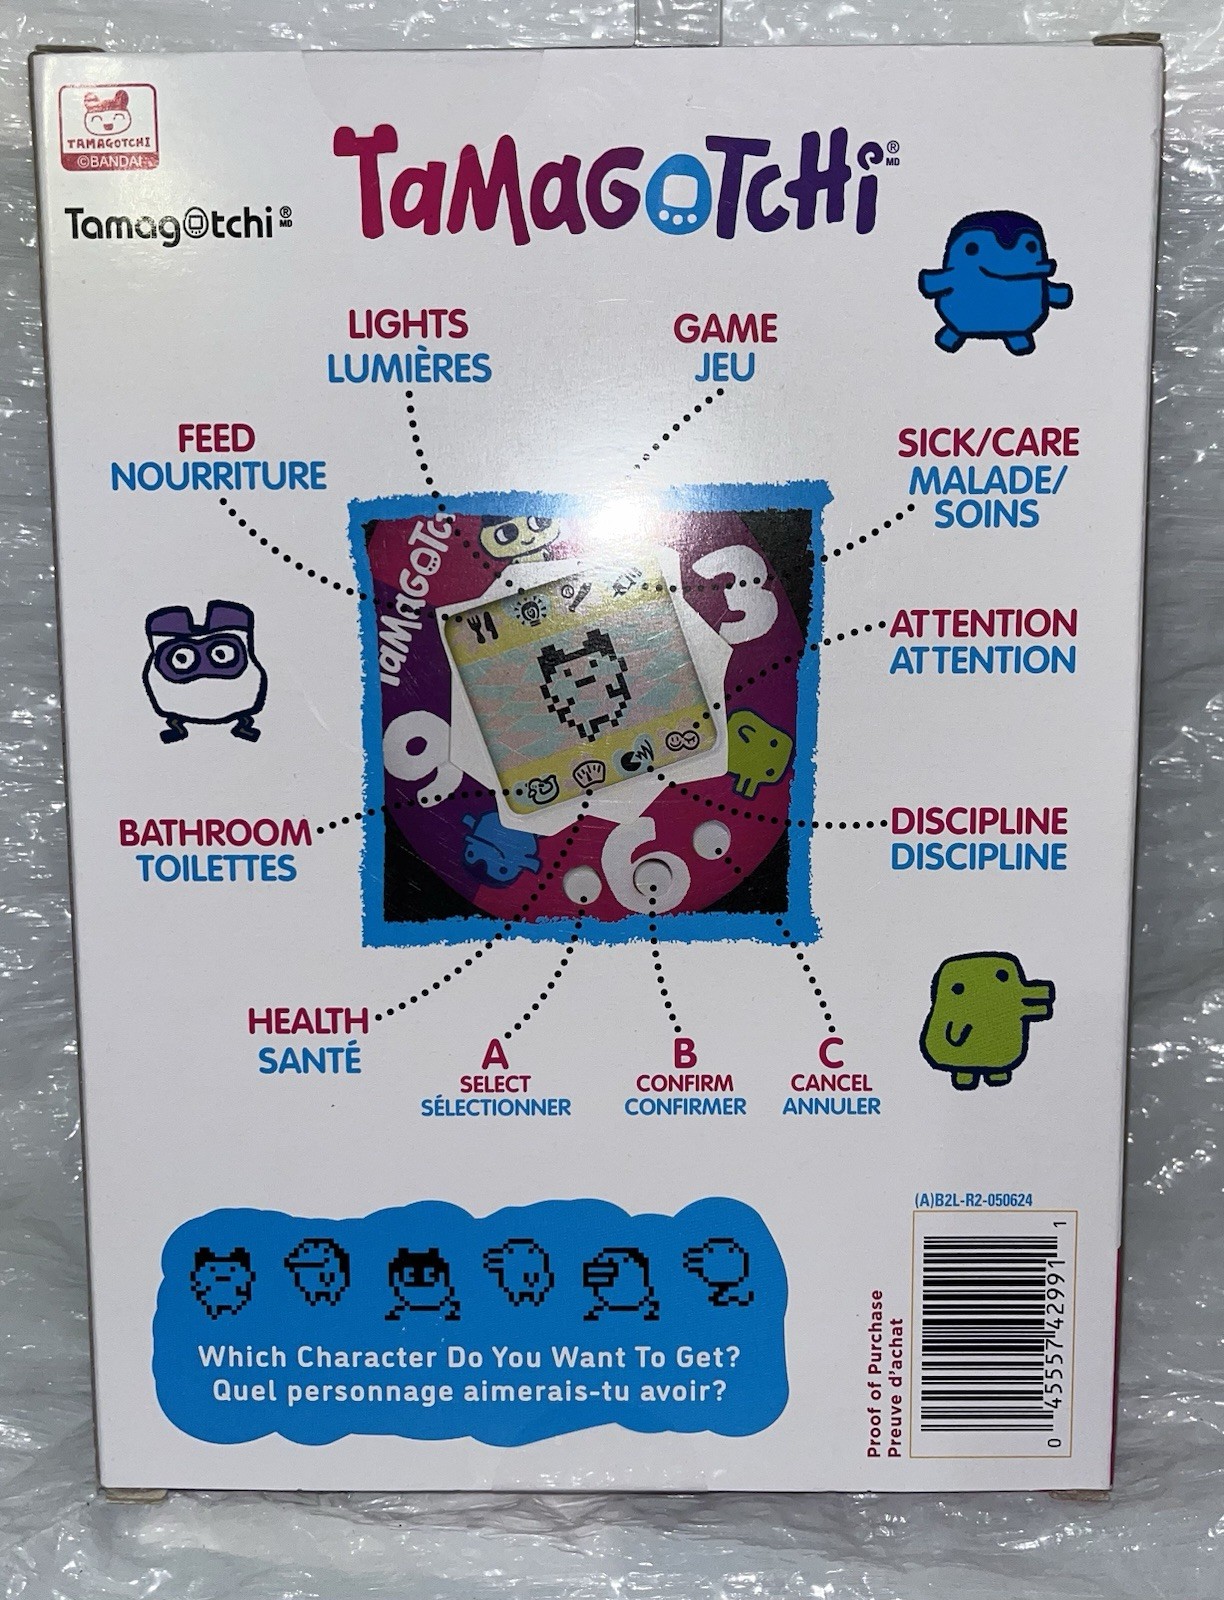 TAMAGOTCHI
©BANDAI
Tamagotchi ® MD
TaMaGOTcHi ® MD
LIGHTS
LUMIÈRES
GAME
JEU
FEED
NOURRITURE
SICK/CARE
MALADE/
SOINS
TaMaGOTc
3
ATTENTION
ATTENTION
9
BATHROOM
TOILETTES
6
DISCIPLINE
DISCIPLINE
HEALTH
SANTÉ
A
SELECT
SÉLECTIONNER
B
CONFIRM
CONFIRMER
C
CANCEL
ANNULER
(A)B2L-R2-050624
Which Character Do You Want To Get?
Quel personnage aimerais-tu avoir?
Proof of Purchase
Preuve d'achat
0 45557 42991 1